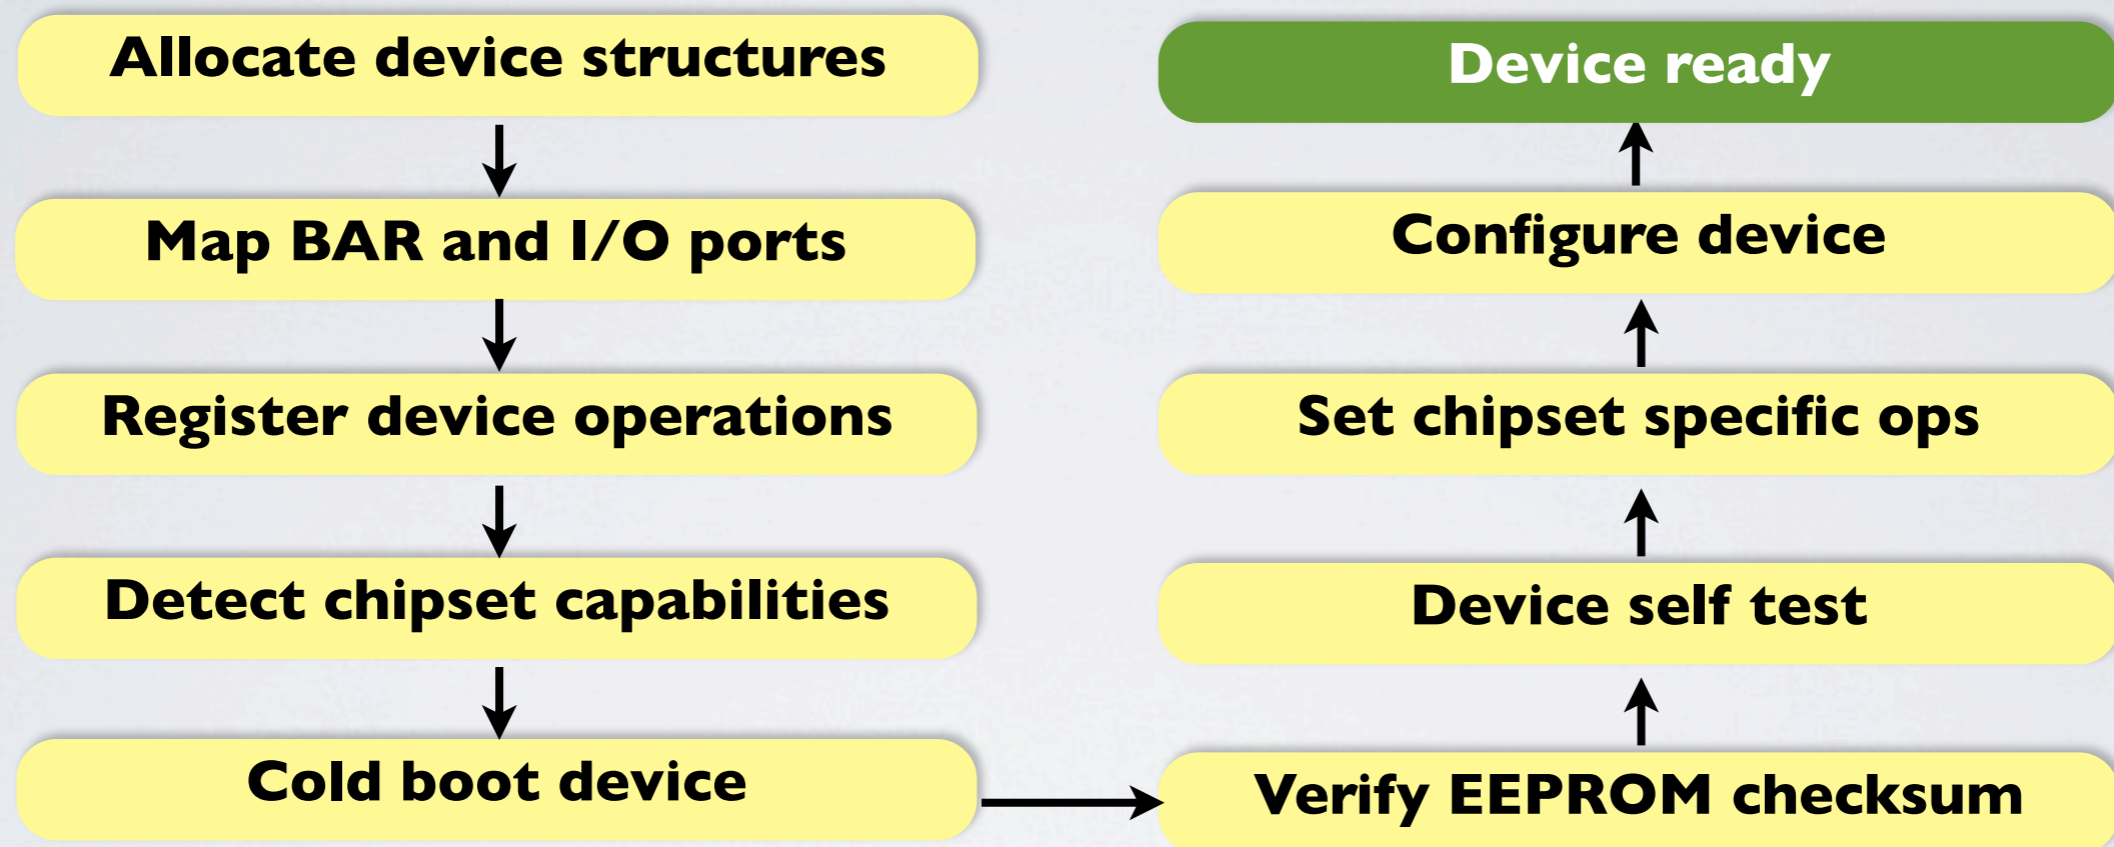 Allocate device structures
Map BAR and I/O ports
Register device operations
Detect chipset capabilities
Cold boot device
Verify EEPROM checksum
Device self test
Set chipset specific ops
Configure device
Device ready